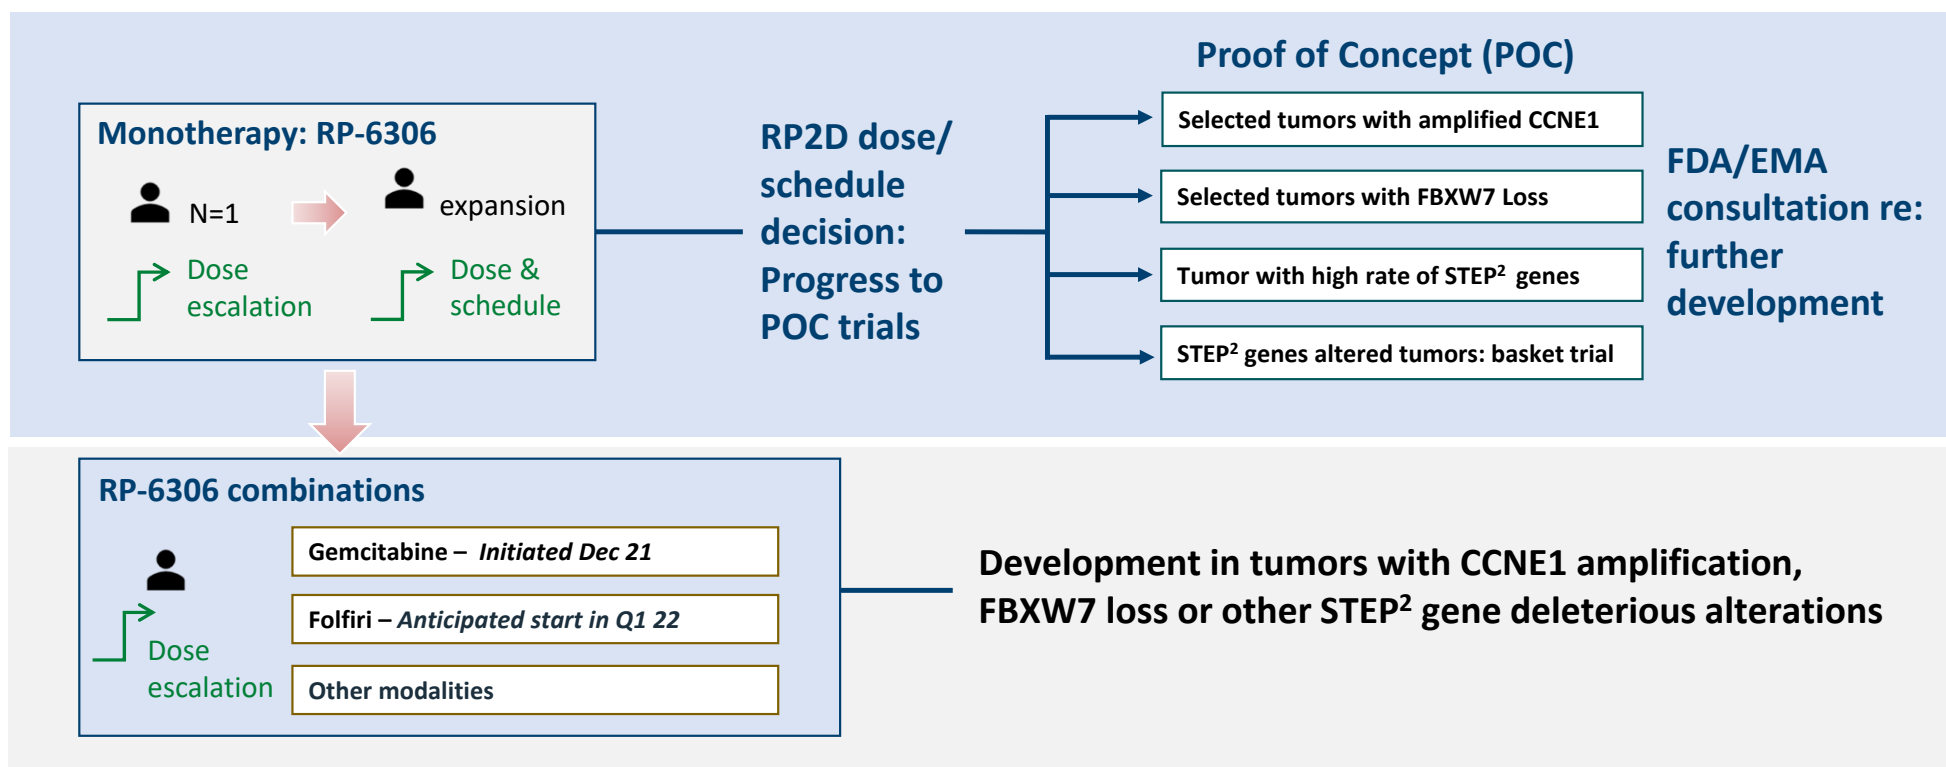 Proof of Concept (POC)
Monotherapy: RP-6306
N=1
expansion
Dose
escalation
Dose &
schedule
RP2D dose/
schedule
decision:
Progress to
POC trials
Selected tumors with amplified CCNE1
Selected tumors with FBXW7 Loss
Tumor with high rate of STEP² genes
STEP² genes altered tumors: basket trial
FDA/EMA
consultation re:
further
development
RP-6306 combinations
Dose
escalation
Gemcitabine – Initiated Dec 21
Folfiri – Anticipated start in Q1 22
Other modalities
Development in tumors with CCNE1 amplification,
FBXW7 loss or other STEP² gene deleterious alterations